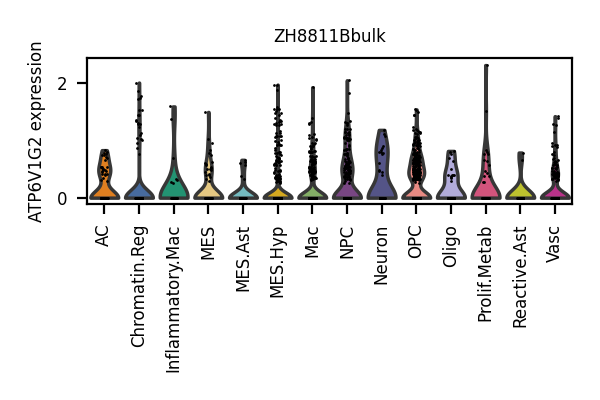 ZH8811Bbulk
ATP6V1G2 expression
2
0
AC
Chromatin.Reg
Inflammatory.Mac
MES
MES.Ast
MES.Hyp
Mac
NPC
Neuron
OPC
Oligo
Prolif.Metab
Reactive.Ast
Vasc